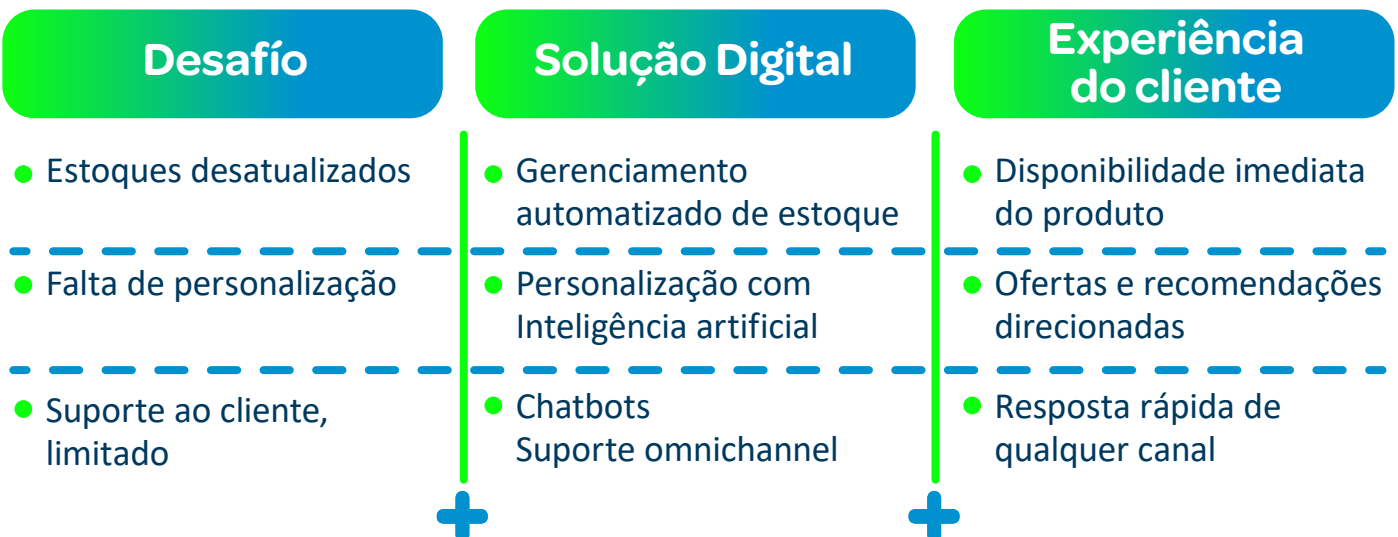 Desafío
Solução Digital
Experiência
do cliente
Estoques desatualizados
Gerenciamento
automatizado de estoque
Disponibilidade imediata
do produto
Falta de personalização
Personalização com
Inteligência artificial
Ofertas e recomendações
direcionadas
Suporte ao cliente,
limitado
Chatbots
Suporte omnichannel
Resposta rápida de
qualquer canal